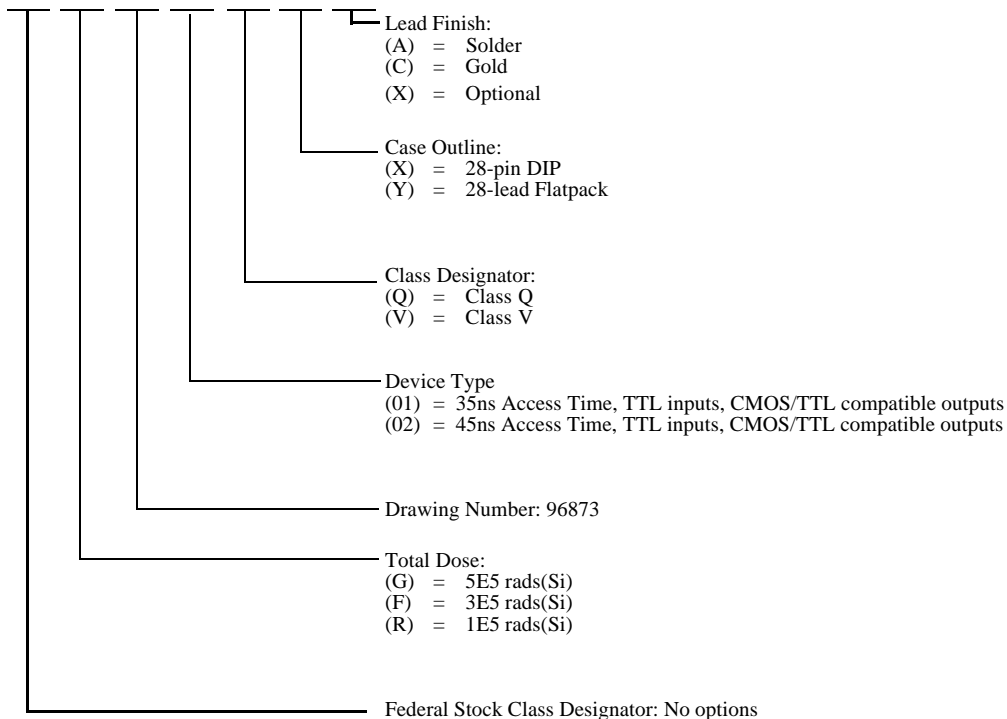 Lead Finish:
(A) = Solder
(C) = Gold
(X) = Optional
Case Outline:
(X) = 28-pin DIP
(Y) = 28-lead Flatpack
Class Designator:
(Q) = Class Q
(V) = Class V
Device Type
(01) = 35ns Access Time, TTL inputs, CMOS/TTL compatible outputs
(02) = 45ns Access Time, TTL inputs, CMOS/TTL compatible outputs
Drawing Number: 96873
Total Dose:
(G) = 5E5 rads(Si)
(F) = 3E5 rads(Si)
(R) = 1E5 rads(Si)
Federal Stock Class Designator: No options